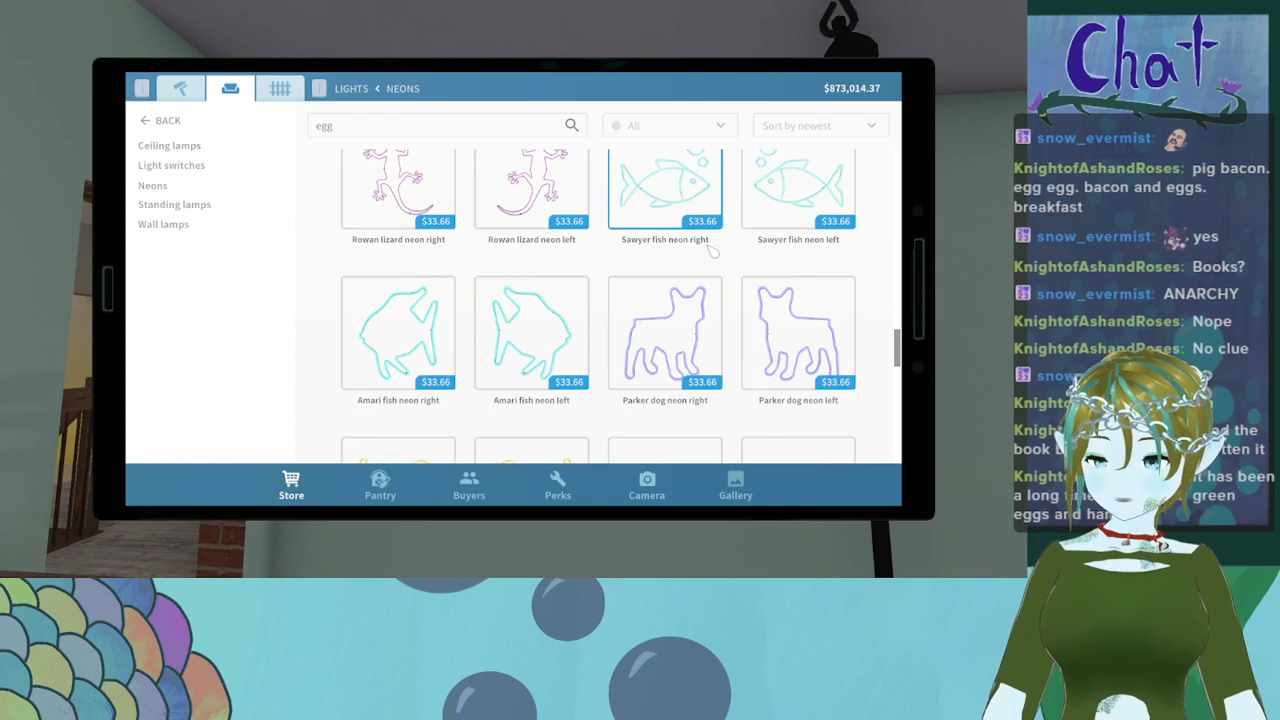 LIGHTS < NEONS
$873,014.37
BACK
Ceiling lamps
Light switches
Neons
Standing lamps
Wall lamps
egg
All
Sort by newest
$33.66
$33.66
$33.66
$33.66
Rowan lizard neon right
Rowan lizard neon left
Sawyer fish neon right
Sawyer fish neon left
$33.66
$33.66
$33.66
$33.66
Amari fish neon right
Amari fish neon left
Parker dog neon right
Parker dog neon left
Store
Pantry
Buyers
Perks
Camera
Gallery
Chat
snow_evermist:
KnightofAshandRoses: pig bacon.
egg egg. bacon and eggs.
breakfast
snow_evermist: yes
KnightofAshandRoses: Books?
snow_evermist: ANARCHY
KnightofAshandRoses: Nope
KnightofAshandRoses: No clue
book
a long green
eggs and